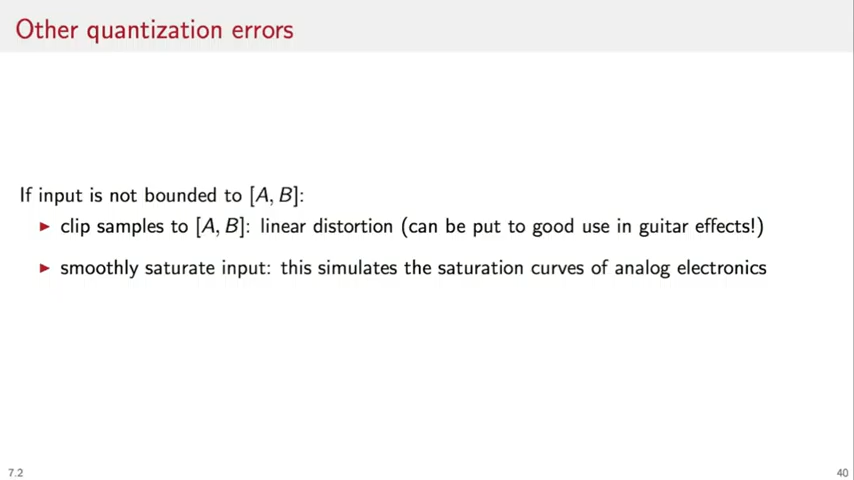 Other quantization errors
If input is not bounded to [A, B]:
▶ clip samples to [A, B]: linear distortion (can be put to good use in guitar effects!)
▶ smoothly saturate input: this simulates the saturation curves of analog electronics
7.2
40